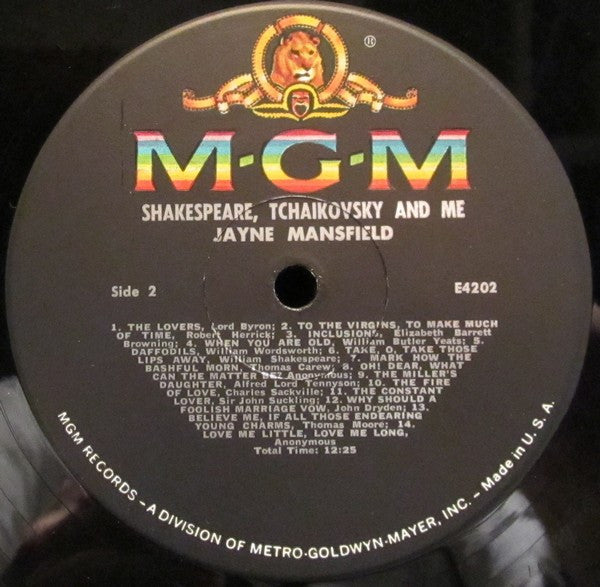 ®
M-G-M
SHAKESPEARE, TCHAIKOVSKY AND ME
JAYNE MANSFIELD
Side 2
E4202
1. THE LOVERS, Lord Byron; 2. TO THE VIRGINS, TO MAKE MUCH
OF TIME, Robert Herrick; 3. INCLUSIONS, Elizabeth Barrett
Browning; 4. WHEN YOU ARE OLD, William Butler Yeats; 5.
DAFFODILS, William Wordsworth; 6. TAKE, O, TAKE THOSE
LIPS AWAY, William Shakespeare; 7. MARK HOW THE
BASHFUL MORN, Thomas Carew; 8. OH! DEAR, WHAT
CAN THE MATTER BE? Anonymous; 9. THE MILLER'S
DAUGHTER, Alfred Lord Tennyson; 10. THE FIRE
OF LOVE, Charles Sackville; 11. THE CONSTANT
LOVER, Sir John Suckling; 12. WHY SHOULD A
FOOLISH MARRIAGE VOW, John Dryden; 13.
BELIEVE ME, IF ALL THOSE ENDEARING
YOUNG CHARMS, Thomas Moore; 14.
LOVE ME LITTLE, LOVE ME LONG,
Anonymous
Total Time: 12:25
MGM RECORDS – A DIVISION OF METRO-GOLDWYN-MAYER, INC. – Made in U. S. A.